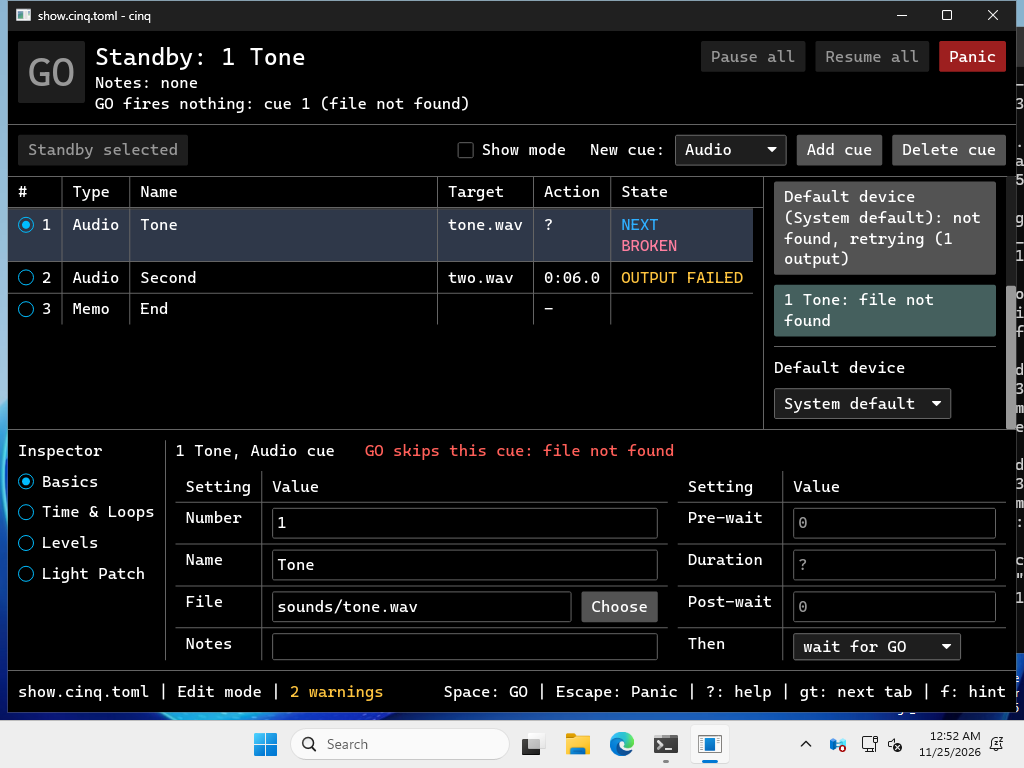 show.cinq.toml - cinq
GO
Standby: 1 Tone
Notes: none
GO fires nothing: cue 1 (file not found)
Pause all
Resume all
Panic
Standby selected
Show mode
New cue:
Audio
Add cue
Delete cue
# Type Name Target Action State
1 Audio Tone tone.wav ? NEXT
BROKEN
2 Audio Second two.wav 0:06.0 OUTPUT FAILED
3 Memo End –
Default device
(System default): not
found, retrying (1
output)
1 Tone: file not
found
Default device
System default
Inspector
Basics
Time & Loops
Levels
Light Patch
1 Tone, Audio cue GO skips this cue: file not found
Setting Value
Number 1
Name Tone
File sounds/tone.wav Choose
Notes
Setting Value
Pre-wait 0
Duration ?
Post-wait 0
Then wait for GO
show.cinq.toml | Edit mode | 2 warnings
Space: GO | Escape: Panic | ?: help | gt: next tab | f: hint
Search
12:52 AM
11/25/2026